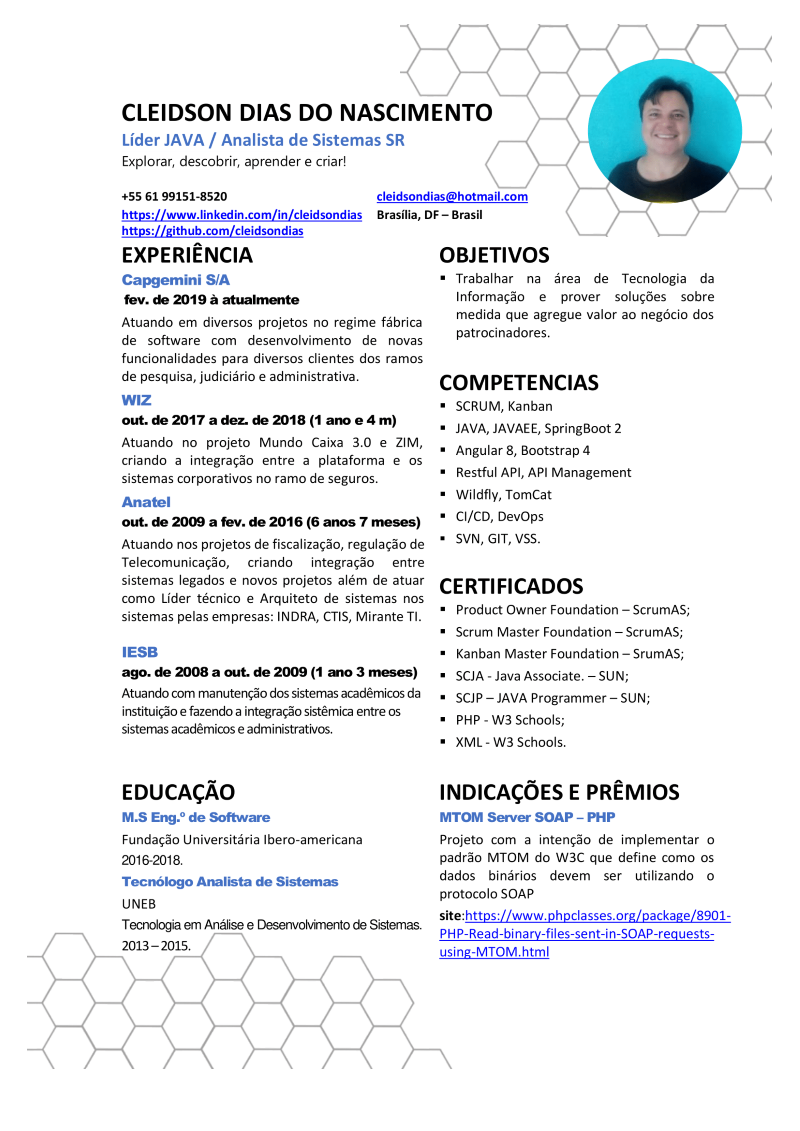 CLEIDSON DIAS DO NASCIMENTO
Líder JAVA / Analista de Sistemas SR
Explorar, descobrir, aprender e criar!
+55 61 99151-8520
cleidsondias@hotmail.com
https://www.linkedin.com/in/cleidsondias
Brasília, DF – Brasil
https://github.com/cleidsondias
EXPERIÊNCIA
Capgemini S/A
fev. de 2019 à atualmente
Atuando em diversos projetos no regime fábrica
de software com desenvolvimento de novas
funcionalidades para diversos clientes dos ramos
de pesquisa, judiciário e administrativa.
WIZ
out. de 2017 a dez. de 2018 (1 ano e 4 m)
Atuando no projeto Mundo Caixa 3.0 e ZIM,
criando a integração entre a plataforma e os
sistemas corporativos no ramo de seguros.
Anatel
out. de 2009 a fev. de 2016 (6 anos 7 meses)
Atuando nos projetos de fiscalização, regulação de
Telecomunicação, criando integração entre
sistemas legados e novos projetos além de atuar
como Líder técnico e Arquiteto de sistemas nos
sistemas pelas empresas: INDRA, CTIS, Mirante TI.
IESB
ago. de 2008 a out. de 2009 (1 ano 3 meses)
Atuando com manutenção dos sistemas acadêmicos da
instituição e fazendo a integração sistêmica entre os
sistemas acadêmicos e administrativos.
EDUCAÇÃO
M.S Eng.º de Software
Fundação Universitária Ibero-americana
2016-2018.
Tecnólogo Analista de Sistemas
UNEB
Tecnologia em Análise e Desenvolvimento de Sistemas.
2013 – 2015.
OBJETIVOS
▪ Trabalhar na área de Tecnologia da
Informação e prover soluções sobre
medida que agregue valor ao negócio dos
patrocinadores.
COMPETENCIAS
▪ SCRUM, Kanban
▪ JAVA, JAVAEE, SpringBoot 2
▪ Angular 8, Bootstrap 4
▪ Restful API, API Management
▪ Wildfly, TomCat
▪ CI/CD, DevOps
▪ SVN, GIT, VSS.
CERTIFICADOS
▪ Product Owner Foundation – ScrumAS;
▪ Scrum Master Foundation – ScrumAS;
▪ Kanban Master Foundation – SrumAS;
▪ SCJA - Java Associate. – SUN;
▪ SCJP – JAVA Programmer – SUN;
▪ PHP - W3 Schools;
▪ XML - W3 Schools.
INDICAÇÕES E PRÊMIOS
MTOM Server SOAP – PHP
Projeto com a intenção de implementar o
padrão MTOM do W3C que define como os
dados binários devem ser utilizando o
protocolo SOAP
site:https://www.phpclasses.org/package/8901-
PHP-Read-binary-files-sent-in-SOAP-requests-
using-MTOM.html